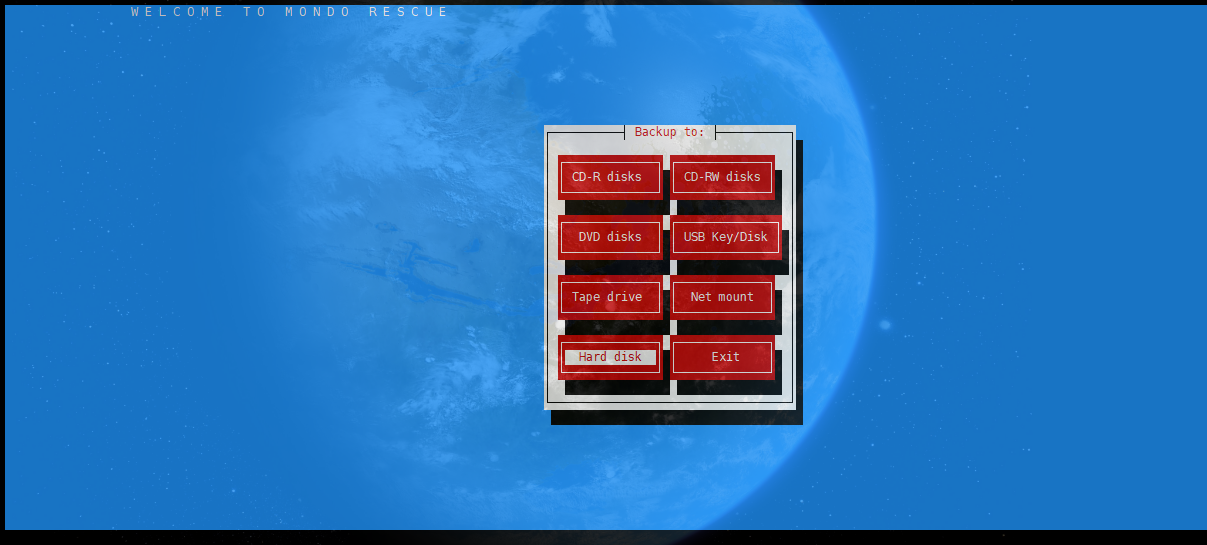 WELCOME TO MONDO RESCUE
Backup to:
CD-R disks CD-RW disks
DVD disks USB Key/Disk
Tape drive Net mount
Hard disk Exit